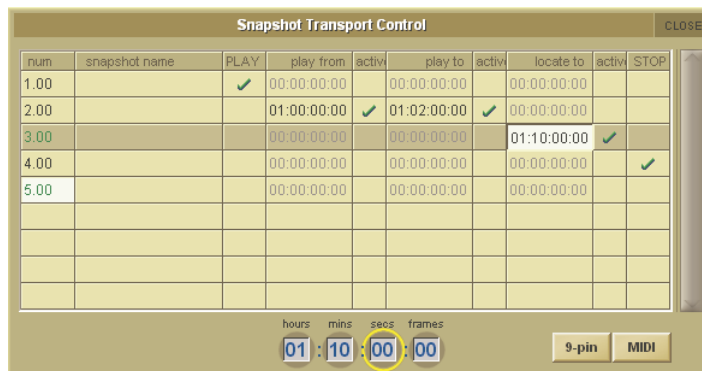 Snapshot Transport Control
CLOSE
num snapshot name PLAY play from activ play to activ locate to activ STOP
1.00 00:00:00:00 00:00:00:00 00:00:00:00
2.00 01:00:00:00 01:02:00:00 00:00:00:00
3.00 00:00:00:00 00:00:00:00 01:10:00:00
4.00 00:00:00:00 00:00:00:00 00:00:00:00
5.00 00:00:00:00 00:00:00:00 00:00:00:00
hours mins secs frames
01 : 10 : 00 : 00
9-pin MIDI